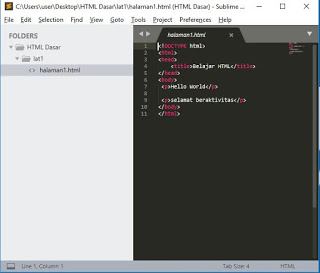 C:\Users\user\Desktop\HTML Dasar\lat1\halaman1.html (HTML Dasar) - Sublime ...
File Edit Selection Find View Goto Tools Project Preferences Help
FOLDERS
HTML Dasar
lat1
<> halaman1.html
halaman1.html
1 <!DOCTYPE html>
2 <html>
3 <head>
4 <title>Belajar HTML</title>
5 </head>
6 <body>
7 <p>Hello World</p>
8
9 <p>selamat beraktivitas</p>
10 </body>
11 </html>
Line 1, Column 1
Tab Size: 4
HTML